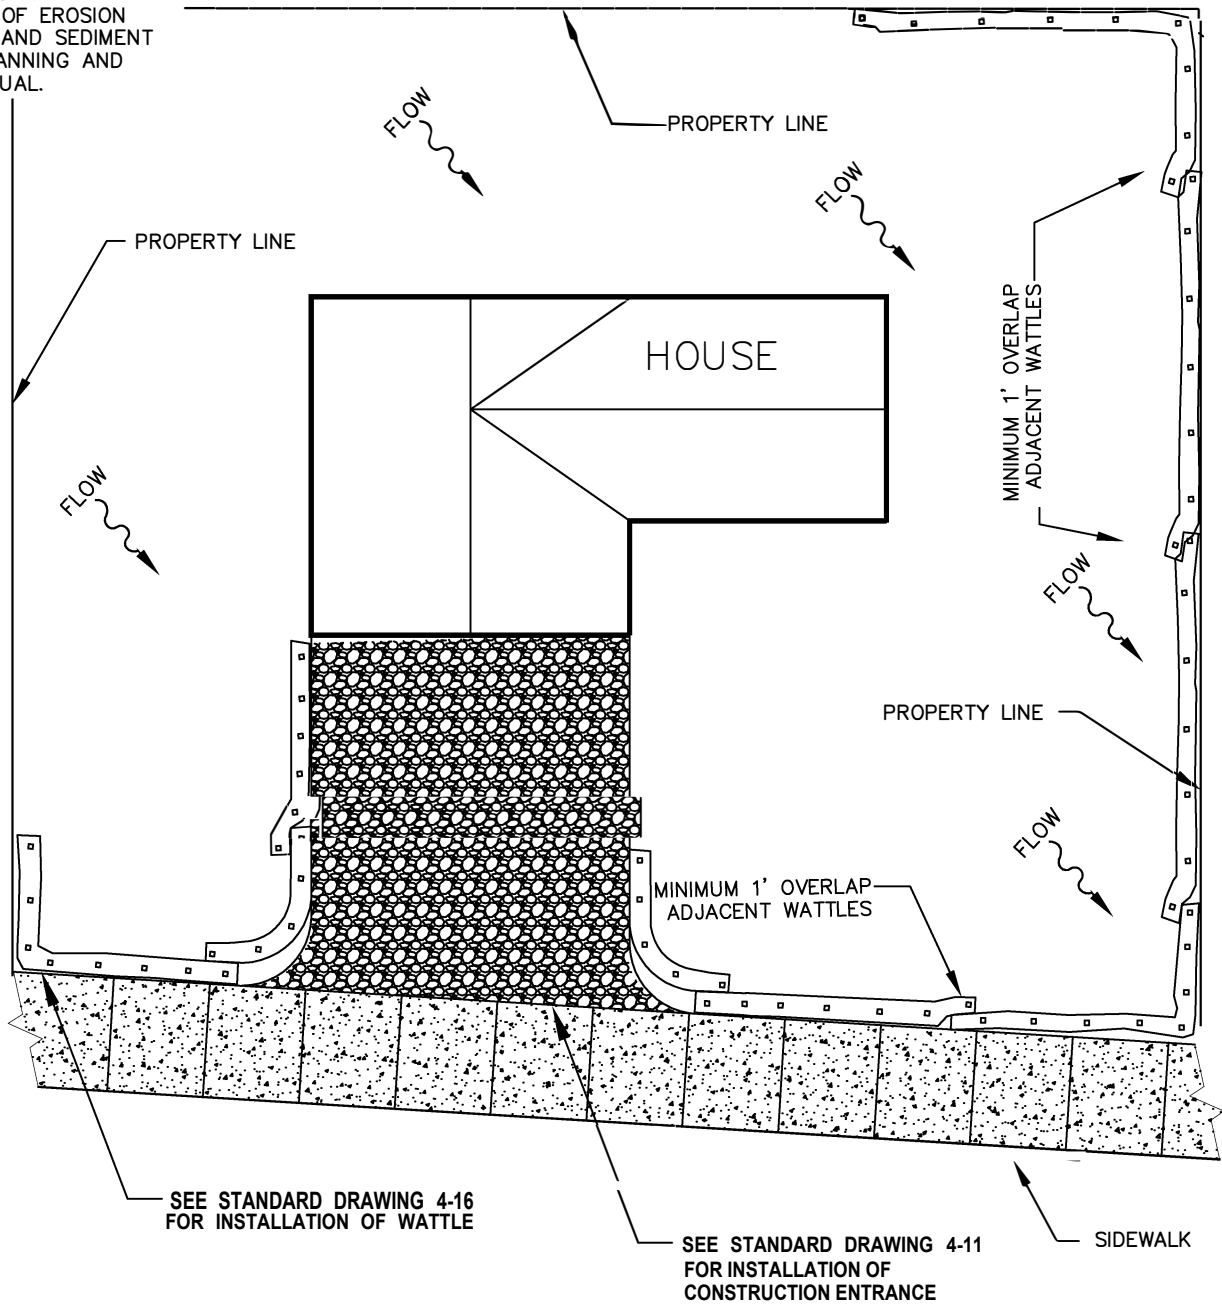 OF EROSION
AND SEDIMENT
ANNING AND
UAL.
PROPERTY LINE
FLOW
FLOW
PROPERTY LINE
MINIMUM 1' OVERLAP
ADJACENT WATTLES
HOUSE
FLOW
FLOW
PROPERTY LINE
FLOW
MINIMUM 1' OVERLAP
ADJACENT WATTLES
SEE STANDARD DRAWING 4-16
FOR INSTALLATION OF WATTLE
SEE STANDARD DRAWING 4-11
FOR INSTALLATION OF
CONSTRUCTION ENTRANCE
SIDEWALK